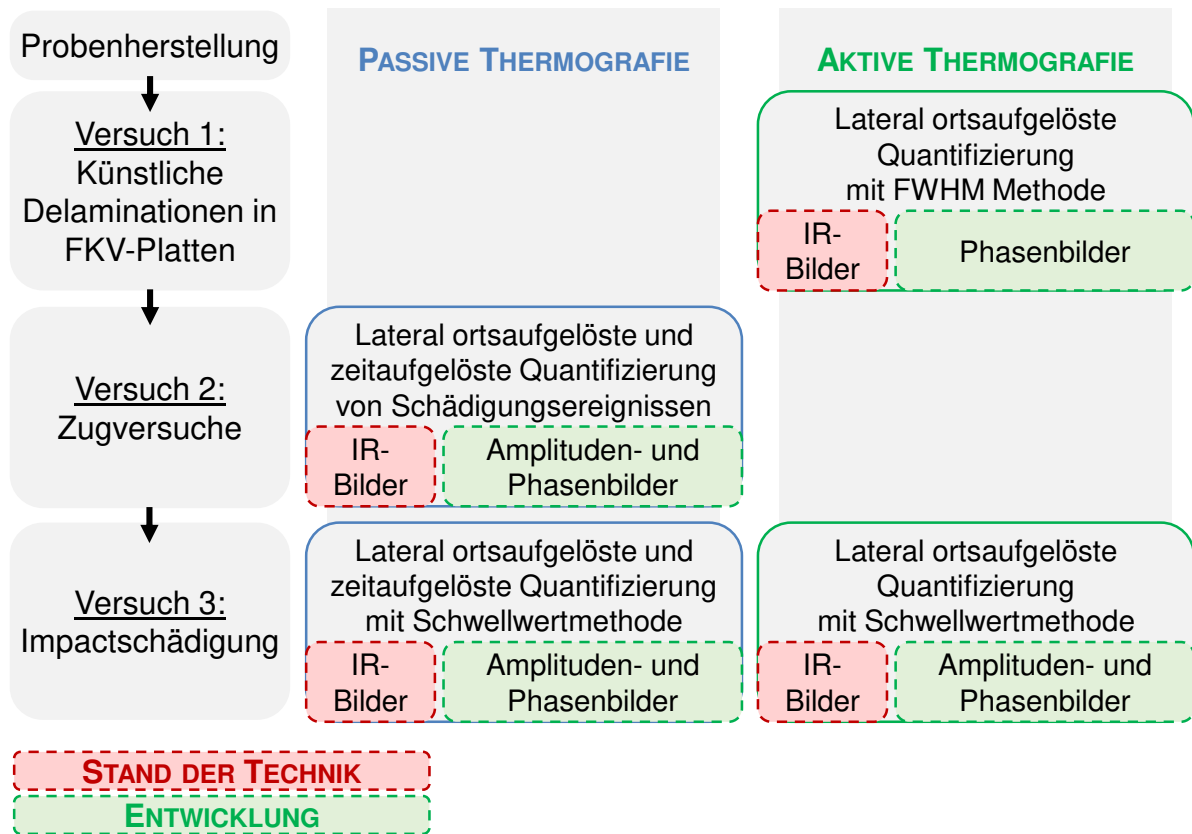 Probenherstellung
PASSIVE THERMOGRAFIE
AKTIVE THERMOGRAFIE
Versuch 1:
Künstliche
Delaminationen in
FKV-Platten
Lateral ortsaufgelöste
Quantifizierung
mit FWHM Methode
IR-
Bilder
Phasenbilder
Versuch 2:
Zugversuche
Lateral ortsaufgelöste und
zeitaufgelöste Quantifizierung
von Schädigungsereignissen
IR-
Bilder
Amplituden- und
Phasenbilder
Versuch 3:
Impactschädigung
Lateral ortsaufgelöste und
zeitaufgelöste Quantifizierung
mit Schwellwertmethode
IR-
Bilder
Amplituden- und
Phasenbilder
Lateral ortsaufgelöste
Quantifizierung
mit Schwellwertmethode
IR-
Bilder
Amplituden- und
Phasenbilder
STAND DER TECHNIK
ENTWICKLUNG